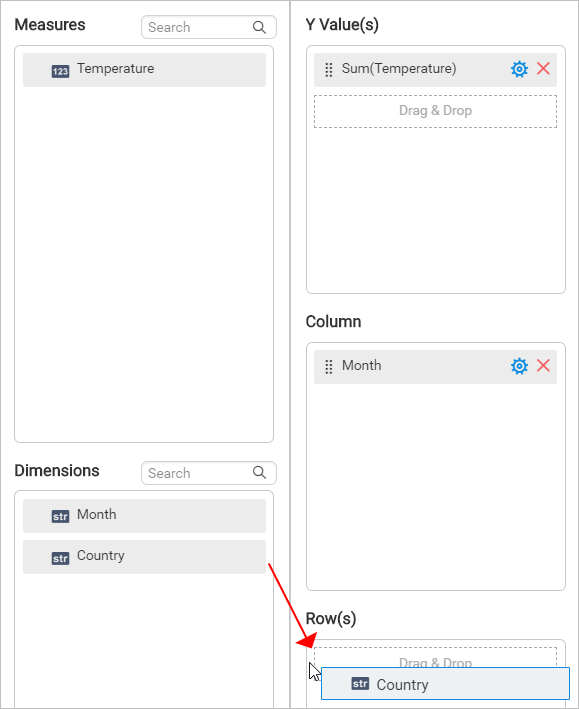 Measures
Search
123 Temperature
Dimensions
Search
str Month
str Country
Y Value(s)
Sum(Temperature)
Drag & Drop
Column
Month
Row(s)
Drag & Drop
str Country